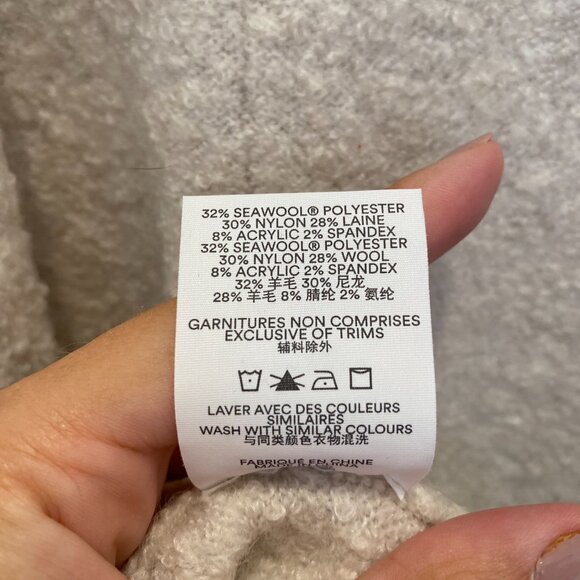 32% SEAWOOL® POLYESTER
30% NYLON 28% LAINE
8% ACRYLIC 2% SPANDEX
32% SEAWOOL® POLYESTER
30% NYLON 28% WOOL
8% ACRYLIC 2% SPANDEX
32% 羊毛 30% 尼龙
28% 羊毛 8% 腈纶 2% 氨纶
GARNITURES NON COMPRISES
EXCLUSIVE OF TRIMS
辅料除外
LAVER AVEC DES COULEURS
SIMILAIRES
WASH WITH SIMILAR COLOURS
与同类颜色衣物混洗
FABRIQUÉ EN CHINE
MADE IN CHINA